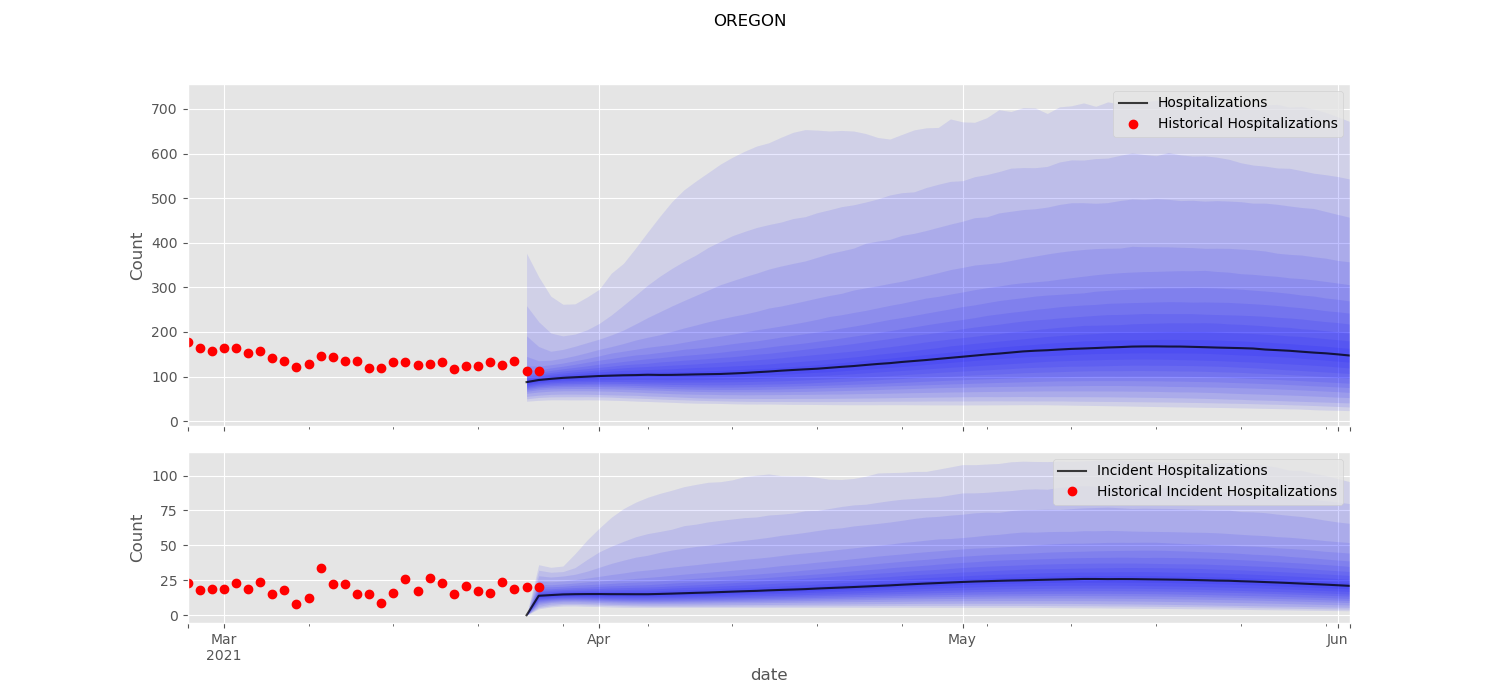 OREGON
Hospitalizations
Historical Hospitalizations
700
600
500
400
300
200
100
0
Count
Incident Hospitalizations
Historical Incident Hospitalizations
100
75
50
25
0
Count
Mar
2021
Apr
May
Jun
date